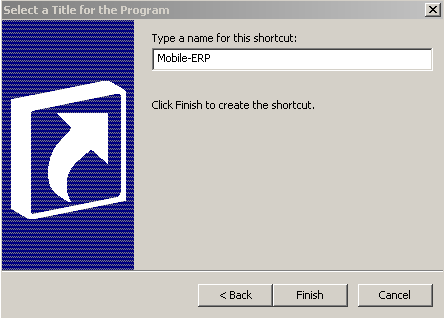 Select a Title for the Program
Type a name for this shortcut:
Mobile-ERP
Click Finish to create the shortcut.
< Back
Finish
Cancel